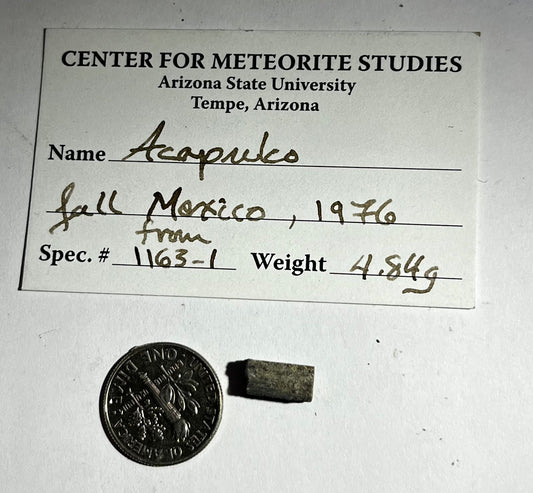 CENTER FOR METEORITE STUDIES
Arizona State University
Tempe, Arizona
Name Acapulco
fall Mexico, 1976
from
Spec. # 1163-1 Weight 4.84g
UNITED STATES OF AMERICA ONE DIME